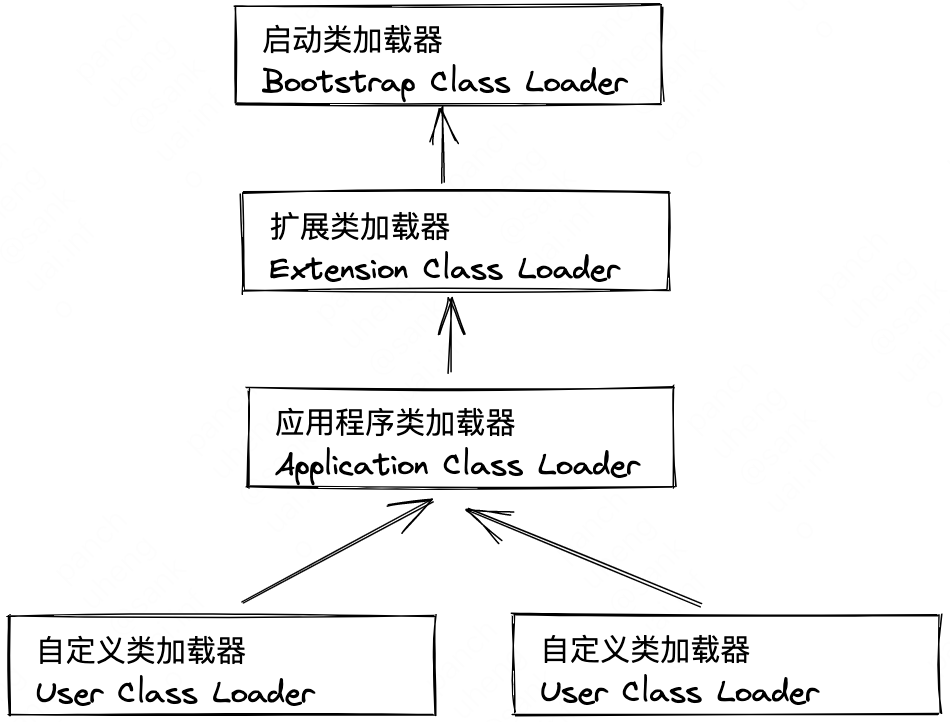 启动类加载器
Bootstrap Class Loader
扩展类加载器
Extension Class Loader
应用程序类加载器
Application Class Loader
自定义类加载器
User Class Loader
自定义类加载器
User Class Loader